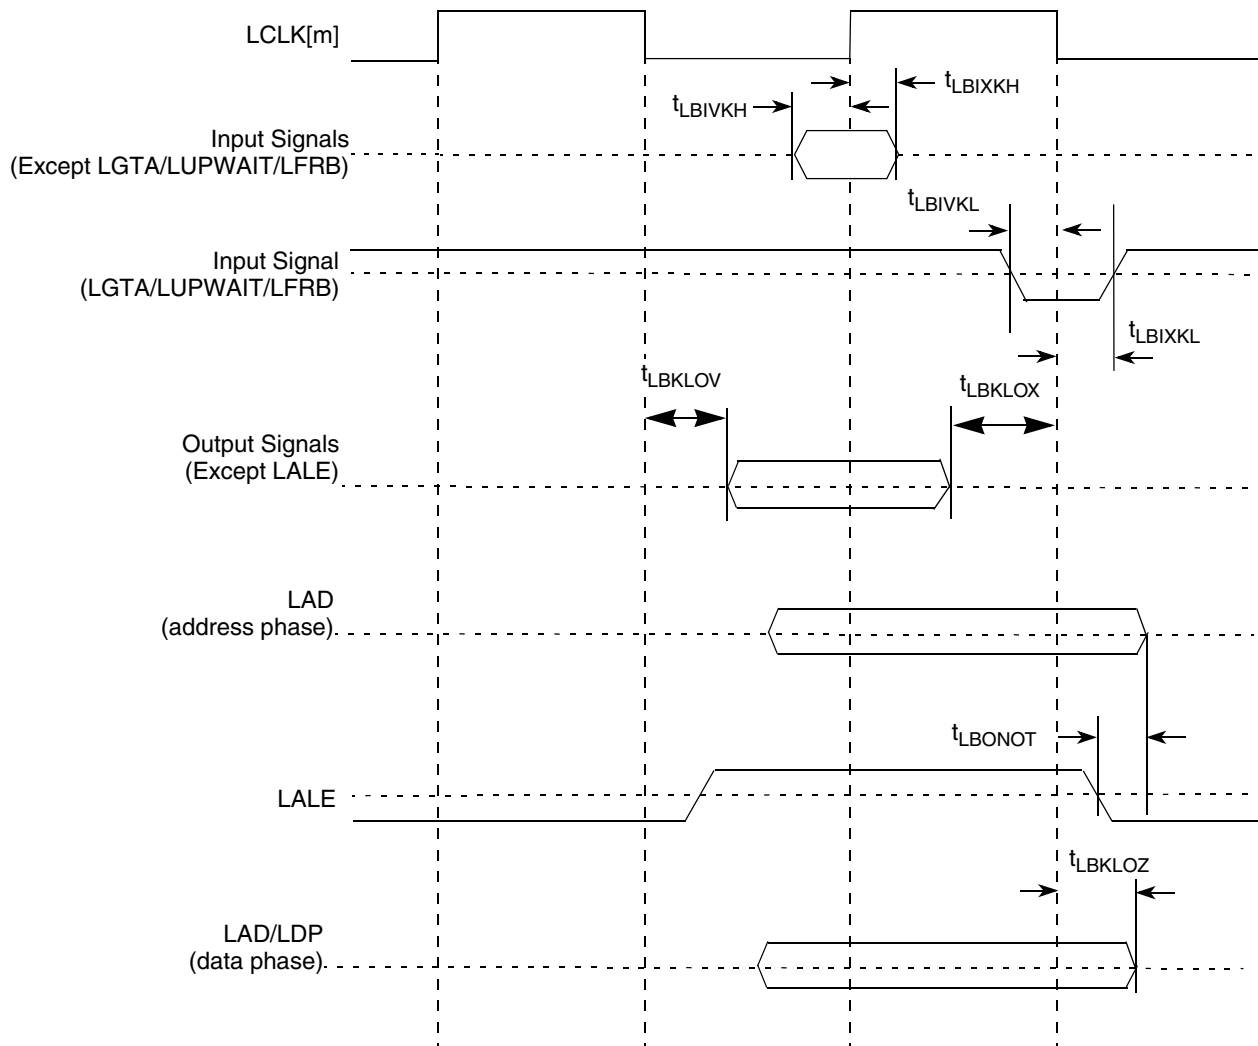 LCLK[m]
tLBIXKH
tLBIVKH
Input Signals
(Except LGTA/LUPWAIT/LFRB)
tLBIVKL
Input Signal
(LGTA/LUPWAIT/LFRB)
tLBIXKL
tLBKLOV
tLBKLOX
Output Signals
(Except LALE)
LAD
(address phase)
tLBONOT
LALE
tLBKLOZ
LAD/LDP
(data phase)